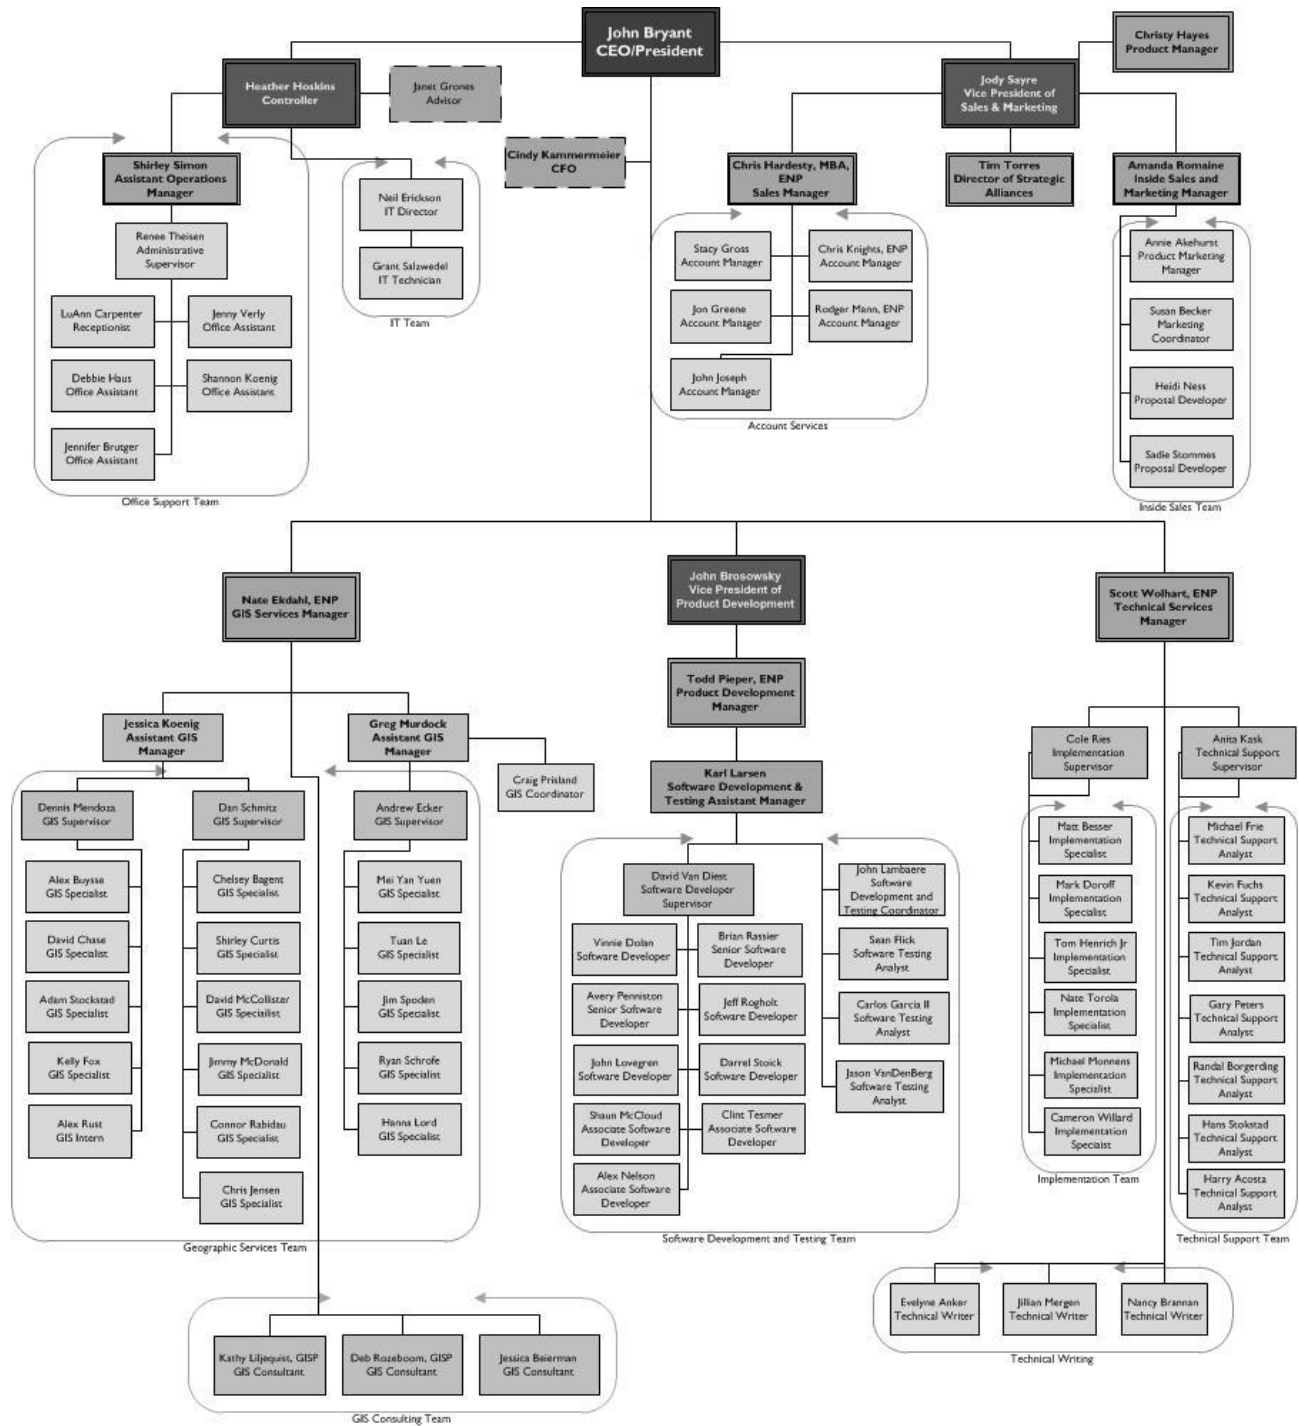 John Bryant
CEO/President
Christy Hayes
Product Manager
Heather Hoskins
Controller
Janet Grones
Advisor
Jody Sayre
Vice President of
Sales & Marketing
Cindy Kammermeier
CFO
Shirley Simon
Assistant Operations
Manager
Chris Hardesty, MBA,
ENP
Sales Manager
Tim Torres
Director of Strategic
Alliances
Amanda Romaine
Inside Sales and
Marketing Manager
Renee Theisen
Administrative
Supervisor
LuAnn Carpenter
Receptionist
Jenny Verly
Office Assistant
Debbie Haus
Office Assistant
Shannon Koenig
Office Assistant
Jennifer Brutger
Office Assistant
Office Support Team
Neil Erickson
IT Director
Grant Salzwedel
IT Technician
IT Team
Stacy Gross
Account Manager
Chris Knights, ENP
Account Manager
Jon Greene
Account Manager
Rodger Mann, ENP
Account Manager
John Joseph
Account Manager
Account Services
Annie Akehurst
Product Marketing
Manager
Susan Becker
Marketing
Coordinator
Heidi Ness
Proposal Developer
Sadie Stommes
Proposal Developer
Inside Sales Team
Nate Ekdahl, ENP
GIS Services Manager
John Brosowsky
Vice President of
Product Development
Scott Wolhart, ENP
Technical Services
Manager
Jessica Koenig
Assistant GIS
Manager
Greg Murdock
Assistant GIS
Manager
Craig Prisland
GIS Coordinator
Dennis Mendoza
GIS Supervisor
Dan Schmitz
GIS Supervisor
Andrew Ecker
GIS Supervisor
Alex Buysse
GIS Specialist
Chelsey Bagent
GIS Specialist
Mei Yan Yuen
GIS Specialist
David Chase
GIS Specialist
Shirley Curtis
GIS Specialist
Tuan Le
GIS Specialist
Adam Stockstad
GIS Specialist
David McCollister
GIS Speciailist
Jim Spoden
GIS Specialist
Kelly Fox
GIS Specialist
Jimmy McDonald
GIS Specialist
Ryan Schrofe
GIS Specialist
Alex Rust
GIS Intern
Connor Rabidau
GIS Specialist
Hanna Lord
GIS Specialist
Chris Jensen
GIS Specialist
Geographic Services Team
Kathy Liljequist, GISP
GIS Consultant
Deb Rozeboom, GISP
GIS Consultant
Jessica Beierman
GIS Consultant
GIS Consulting Team
Todd Pieper, ENP
Product Development
Manager
Karl Larsen
Software Development &
Testing Assistant Manager
David Van Diest
Software Developer
Supervisor
John Lambaere
Software
Development and
Testing Coordinator
Vinnie Dolan
Software Developer
Brian Rassier
Senior Software
Developer
Sean Flick
Software Testing
Analyst
Avery Penniston
Senior Software
Developer
Jeff Rogholt
Software Developer
Carlos Garcia II
Software Testing
Analyst
John Lovegren
Software Developer
Darrel Stoick
Software Developer
Jason VanDenBerg
Software Testing
Analyst
Shaun McCloud
Associate Software
Developer
Clint Tesmer
Associate Software
Developer
Alex Nelson
Associate Software
Developer
Software Development and Testing Team
Cole Ries
Implementation
Supervisor
Anita Kask
Technical Support
Supervisor
Matt Besser
Implementation
Specialist
Mark Doroff
Implementation
Specialist
Tom Henrich Jr
Implementation
Specialist
Nate Torola
Implementation
Specialist
Michael Monnens
Implementation
Specialist
Cameron Willard
Implementation
Specialist
Implementation Team
Michael Frie
Technical Support
Analyst
Kevin Fuchs
Technical Support
Analyst
Tim Jordan
Technical Support
Analyst
Gary Peters
Technical Support
Analyst
Randal Borgerding
Technical Support
Analyst
Hans Stokstad
Technical Support
Analyst
Harry Acosta
Technical Support
Analyst
Technical Support Team
Evelyne Anker
Technical Writer
Jillian Mergen
Technical Writer
Nancy Brannan
Technical Writer
Technical Writing